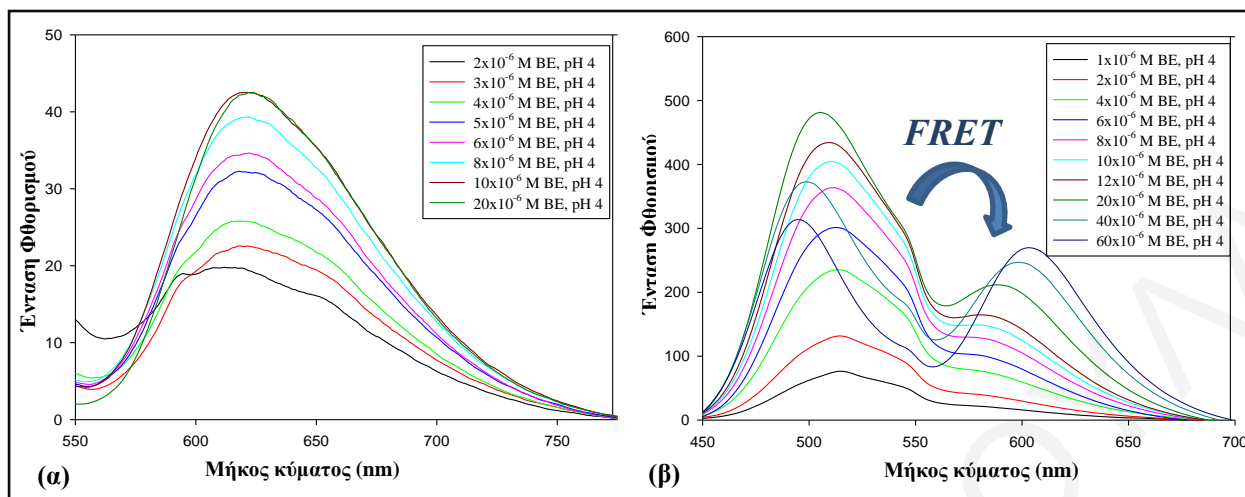 50
40
30
20
10
0
Ένταση Φθορισμού
550 600 650 700 750
Μήκος κύματος (nm)
(α)
2x10⁻⁶ M BE, pH 4
3x10⁻⁶ M BE, pH 4
4x10⁻⁶ M BE, pH 4
5x10⁻⁶ M BE, pH 4
6x10⁻⁶ M BE, pH 4
8x10⁻⁶ M BE, pH 4
10x10⁻⁶ M BE, pH 4
20x10⁻⁶ M BE, pH 4
600
500
400
300
200
100
0
Ένταση Φθορισμού
450 500 550 600 650 700
Μήκος κύματος (nm)
(β)
FRET
1x10⁻⁶ M BE, pH 4
2x10⁻⁶ M BE, pH 4
4x10⁻⁶ M BE, pH 4
6x10⁻⁶ M BE, pH 4
8x10⁻⁶ M BE, pH 4
10x10⁻⁶ M BE, pH 4
12x10⁻⁶ M BE, pH 4
20x10⁻⁶ M BE, pH 4
40x10⁻⁶ M BE, pH 4
60x10⁻⁶ M BE, pH 4